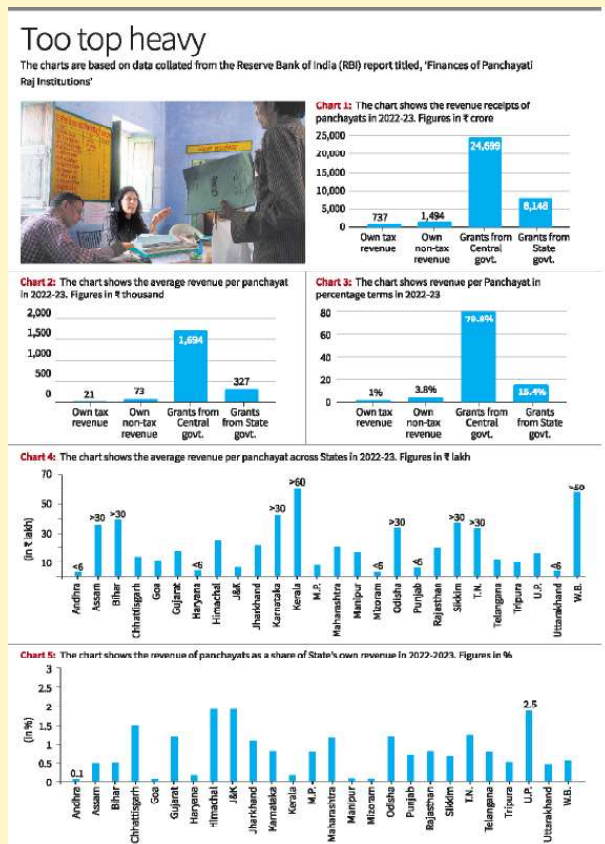 Too top heavy
The charts are based on data collated from the Reserve Bank of India (RBI) report titled, 'Finances of Panchayati
Raj Institutions'
Chart 1: The chart shows the revenue receipts of
panchayats in 2022-23. Figures in ₹ crore
25,000
20,000
15,000
10,000
5,000
0
737
1,494
24,699
8,148
Own tax
revenue
Own
non-tax
revenue
Grants from
Central
govt.
Grants from
State
govt.
Chart 2: The chart shows the average revenue per panchayat
in 2022-23. Figures in ₹ thousand
2,000
1,500
1,000
500
0
21
73
1,694
327
Own tax
revenue
Own
non-tax
revenue
Grants from
Central
govt.
Grants
from State
govt.
Chart 3: The chart shows revenue per Panchayat in
percentage terms in 2022-23
80
60
40
20
0
1%
3.8%
79.8%
15.4%
Own tax
revenue
Own
non-tax
revenue
Grants from
Central
govt.
Grants
from State
govt.
Chart 4: The chart shows the average revenue per panchayat across States in 2022-23. Figures in ₹ lakh
70
50
30
10
(in ₹ lakh)
<6
>30
>30
<6
>30
>60
<6
>30
<6
>30
>30
<6
>50
Andhra
Assam
Bihar
Chhattisgarh
Goa
Gujarat
Haryana
Himachal
J&K
Jharkhand
Karnataka
Kerala
M.P.
Maharashtra
Manipur
Mizoram
Odisha
Punjab
Rajasthan
Sikkim
T.N.
Telangana
Tripura
U.P.
Uttarakhand
W.B.
Chart 5: The chart shows the revenue of panchayats as a share of State's own revenue in 2022-2023. Figures in %
3
2.5
2
1.5
1
0.5
0
(in %)
0.1
2.5
Andhra
Assam
Bihar
Chhattisgarh
Goa
Gujarat
Haryana
Himachal
J&K
Jharkhand
Karnataka
Kerala
M.P.
Maharashtra
Manipur
Mizoram
Odisha
Punjab
Rajasthan
Sikkim
T.N.
Telangana
Tripura
U.P.
Uttarakhand
W.B.